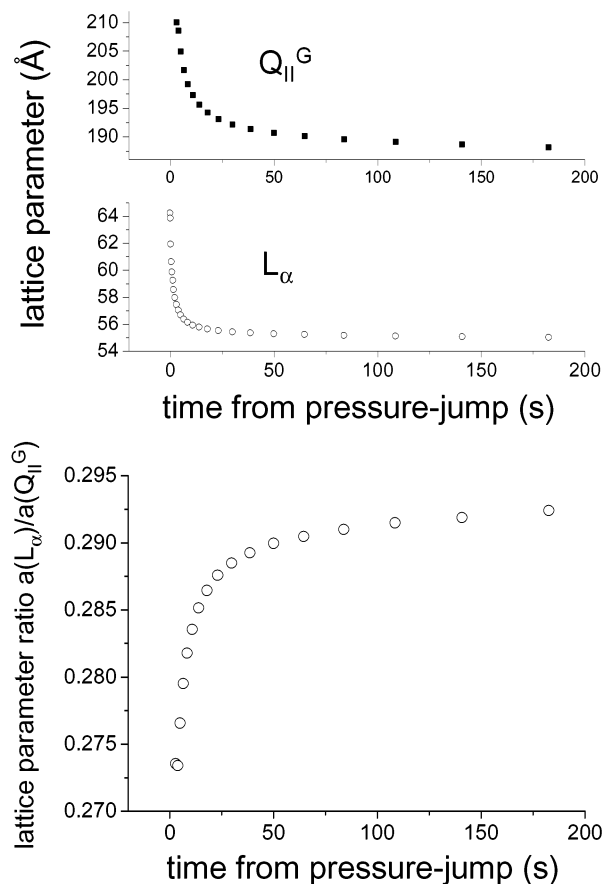 lattice parameter (Å)
210
205
200
195
190
Q_II^G
0 50 100 150 200
64
62
60
58
56
54
L_α
0 50 100 150 200
time from pressure-jump (s)
lattice parameter ratio a(L_α)/a(Q_II^G)
0.295
0.290
0.285
0.280
0.275
0.270
0 50 100 150 200
time from pressure-jump (s)